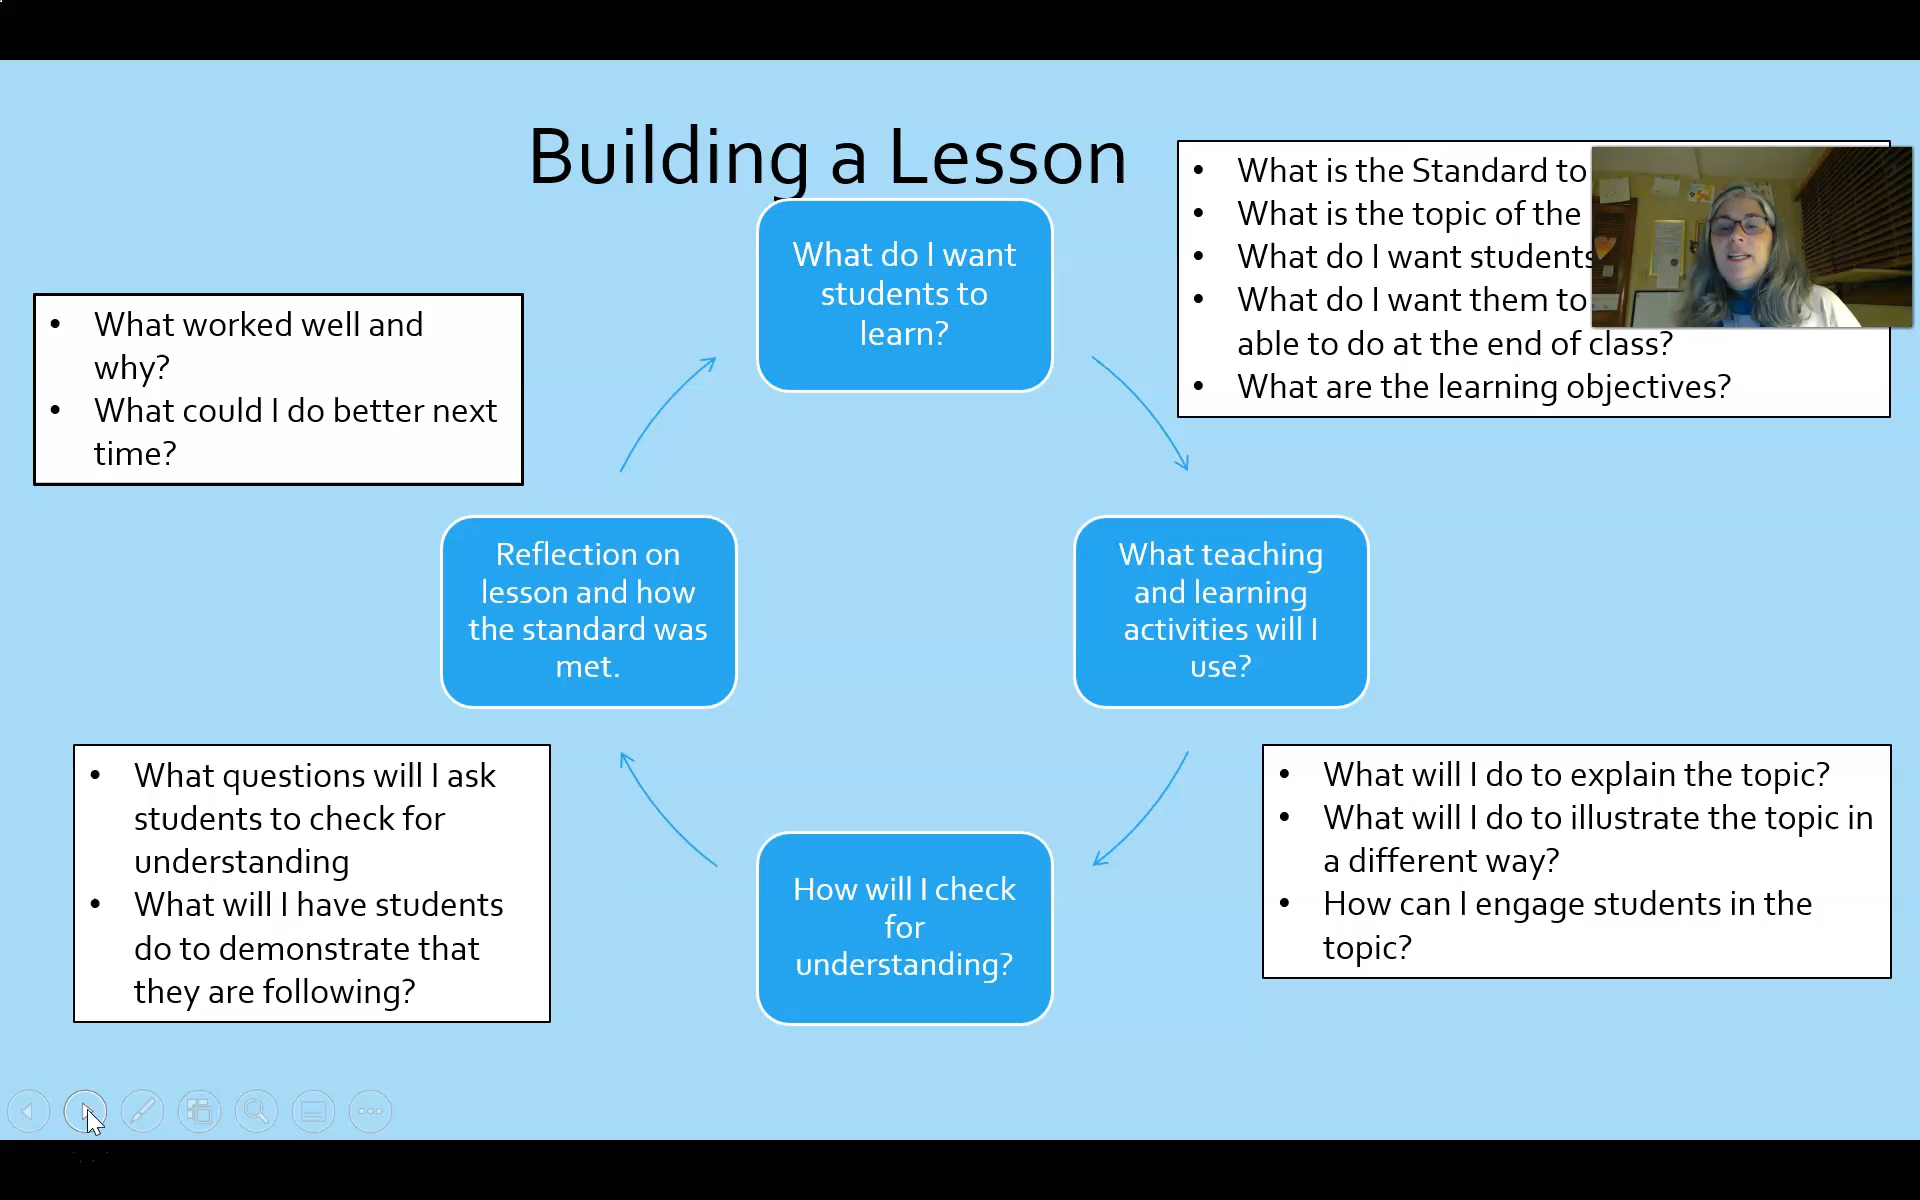 Building a Lesson
What do I want
students to
learn?
• What is the Standard to
• What is the topic of the
• What do I want students
• What do I want them to
able to do at the end of class?
• What are the learning objectives?
What teaching
and learning
activities will I
use?
• What will I do to explain the topic?
• What will I do to illustrate the topic in
a different way?
• How can I engage students in the
topic?
How will I check
for
understanding?
• What questions will I ask
students to check for
understanding
• What will I have students
do to demonstrate that
they are following?
Reflection on
lesson and how
the standard was
met.
• What worked well and
why?
• What could I do better next
time?